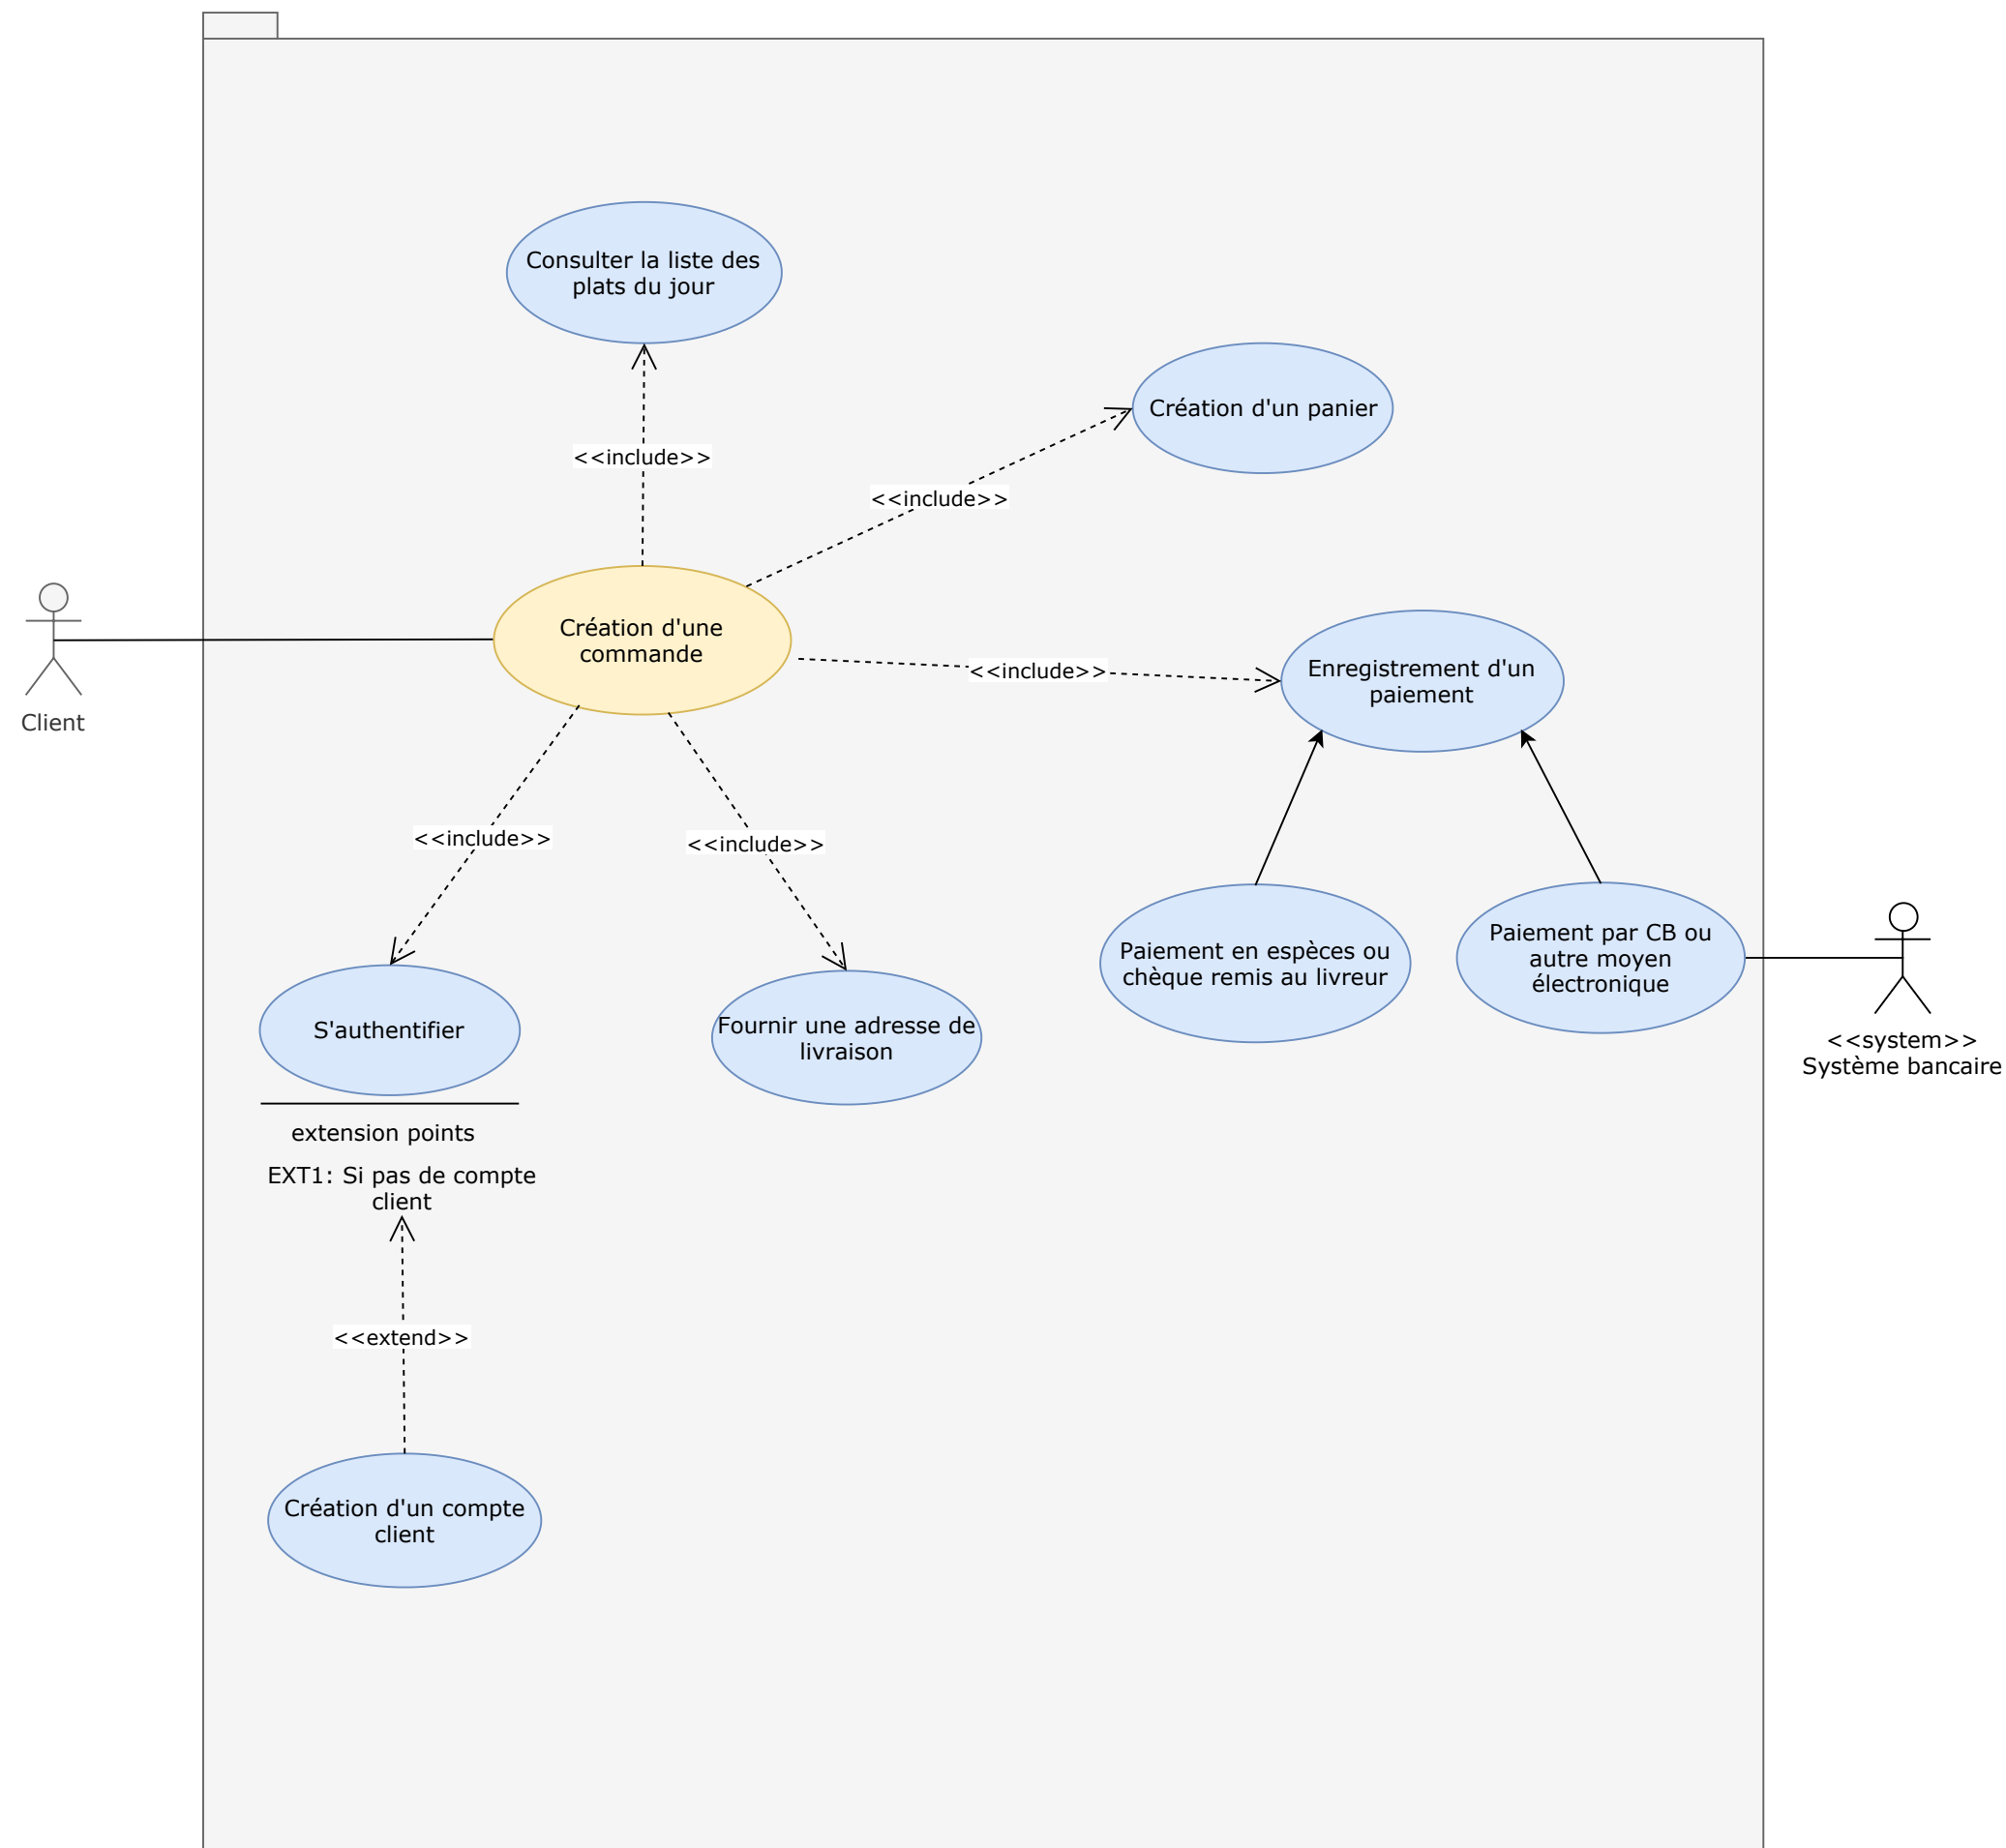 Consulter la liste des
plats du jour
Création d'un panier
<<include>>
<<include>>
Création d'une
commande
<<include>>
Enregistrement d'un
paiement
Client
<<include>>
<<include>>
Paiement en espèces ou
chèque remis au livreur
Paiement par CB ou
autre moyen
électronique
S'authentifier
Fournir une adresse de
livraison
<<system>>
Système bancaire
extension points
EXT1: Si pas de compte
client
<<extend>>
Création d'un compte
client